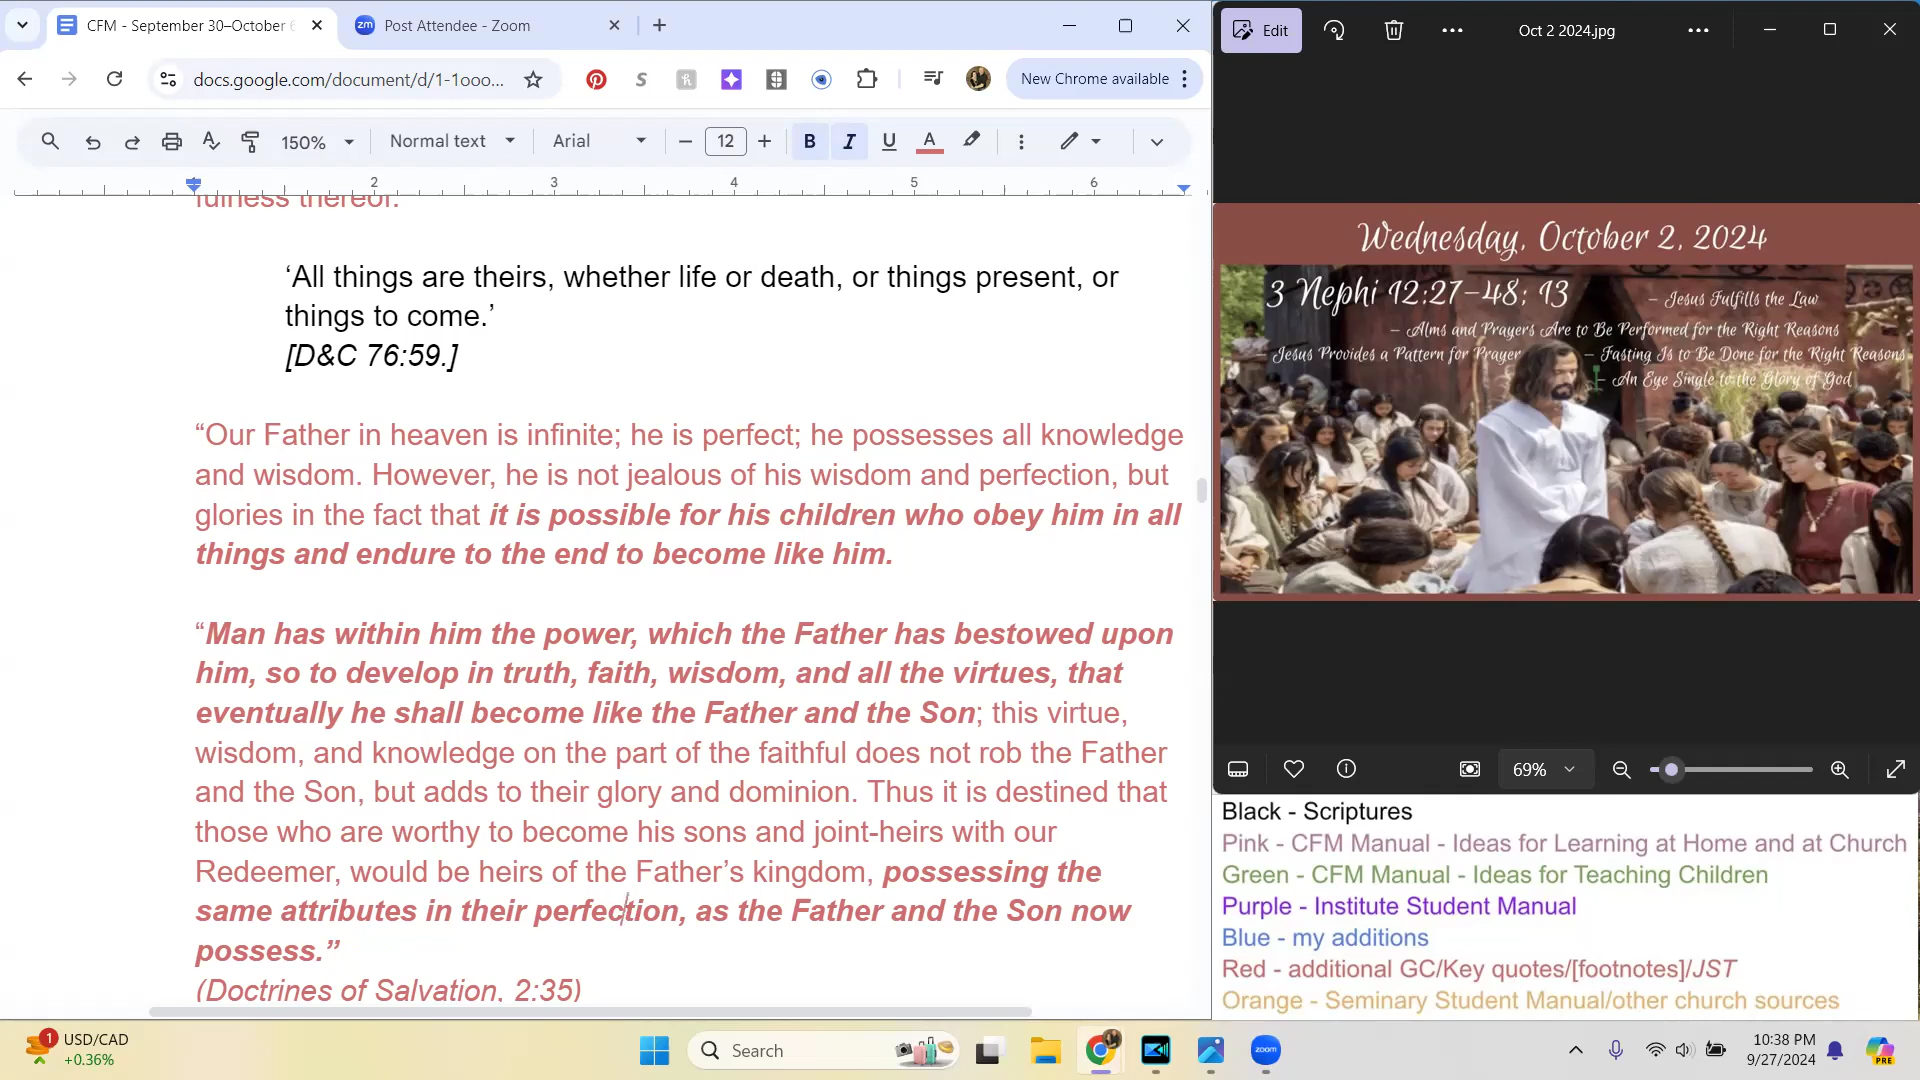 CFM - September 30–October 6
Post Attendee - Zoom
docs.google.com/document/d/1-1ooo...
New Chrome available
150%
Normal text
Arial
12
B
I
U
A
2
3
4
5
6
fulness thereof.
‘All things are theirs, whether life or death, or things present, or
things to come.’
[D&C 76:59.]
“Our Father in heaven is infinite; he is perfect; he possesses all knowledge
and wisdom. However, he is not jealous of his wisdom and perfection, but
glories in the fact that it is possible for his children who obey him in all
things and endure to the end to become like him.
“Man has within him the power, which the Father has bestowed upon
him, so to develop in truth, faith, wisdom, and all the virtues, that
eventually he shall become like the Father and the Son; this virtue,
wisdom, and knowledge on the part of the faithful does not rob the Father
and the Son, but adds to their glory and dominion. Thus it is destined that
those who are worthy to become his sons and joint-heirs with our
Redeemer, would be heirs of the Father’s kingdom, possessing the
same attributes in their perfection, as the Father and the Son now
possess.”
(Doctrines of Salvation, 2:35)
Edit
Oct 2 2024.jpg
Wednesday, October 2, 2024
3 Nephi 12:27–48; 13
– Jesus Fulfills the Law
– Alms and Prayers Are to Be Performed for the Right Reasons
– Jesus Provides a Pattern for Prayer
– Fasting Is to Be Done for the Right Reasons
– An Eye Single to the Glory of God
69%
Black - Scriptures
Pink - CFM Manual - Ideas for Learning at Home and at Church
Green - CFM Manual - Ideas for Teaching Children
Purple - Institute Student Manual
Blue - my additions
Red - additional GC/Key quotes/[footnotes]/JST
Orange - Seminary Student Manual/other church sources
1
USD/CAD
+0.36%
Search
zoom
10:38 PM
9/27/2024
PRE